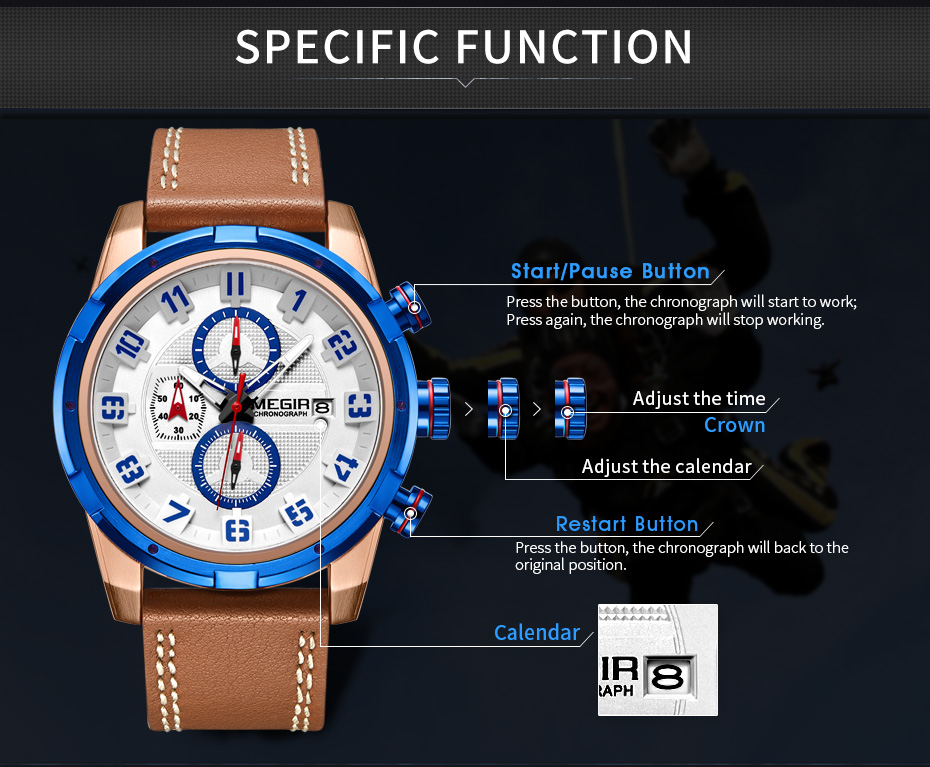 SPECIFIC FUNCTION
Start/Pause Button
Press the button, the chronograph will start to work;
Press again, the chronograph will stop working.
Adjust the time
Crown
Adjust the calendar
Restart Button
Press the button, the chronograph will back to the
original position.
Calendar
11
1
10
2
60
50
10
40
20
30
MEGIR 8
CHRONOGRAPH
9
3
8
4
7
6
5
IR 8
RAPH